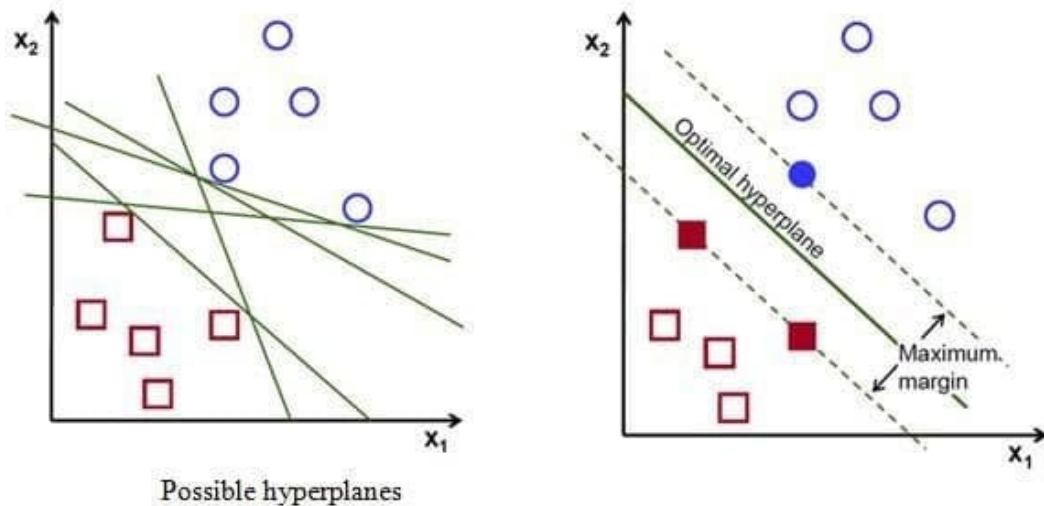 X₂
X₁
Possible hyperplanes
X₂
Optimal hyperplane
Maximum
margin
X₁